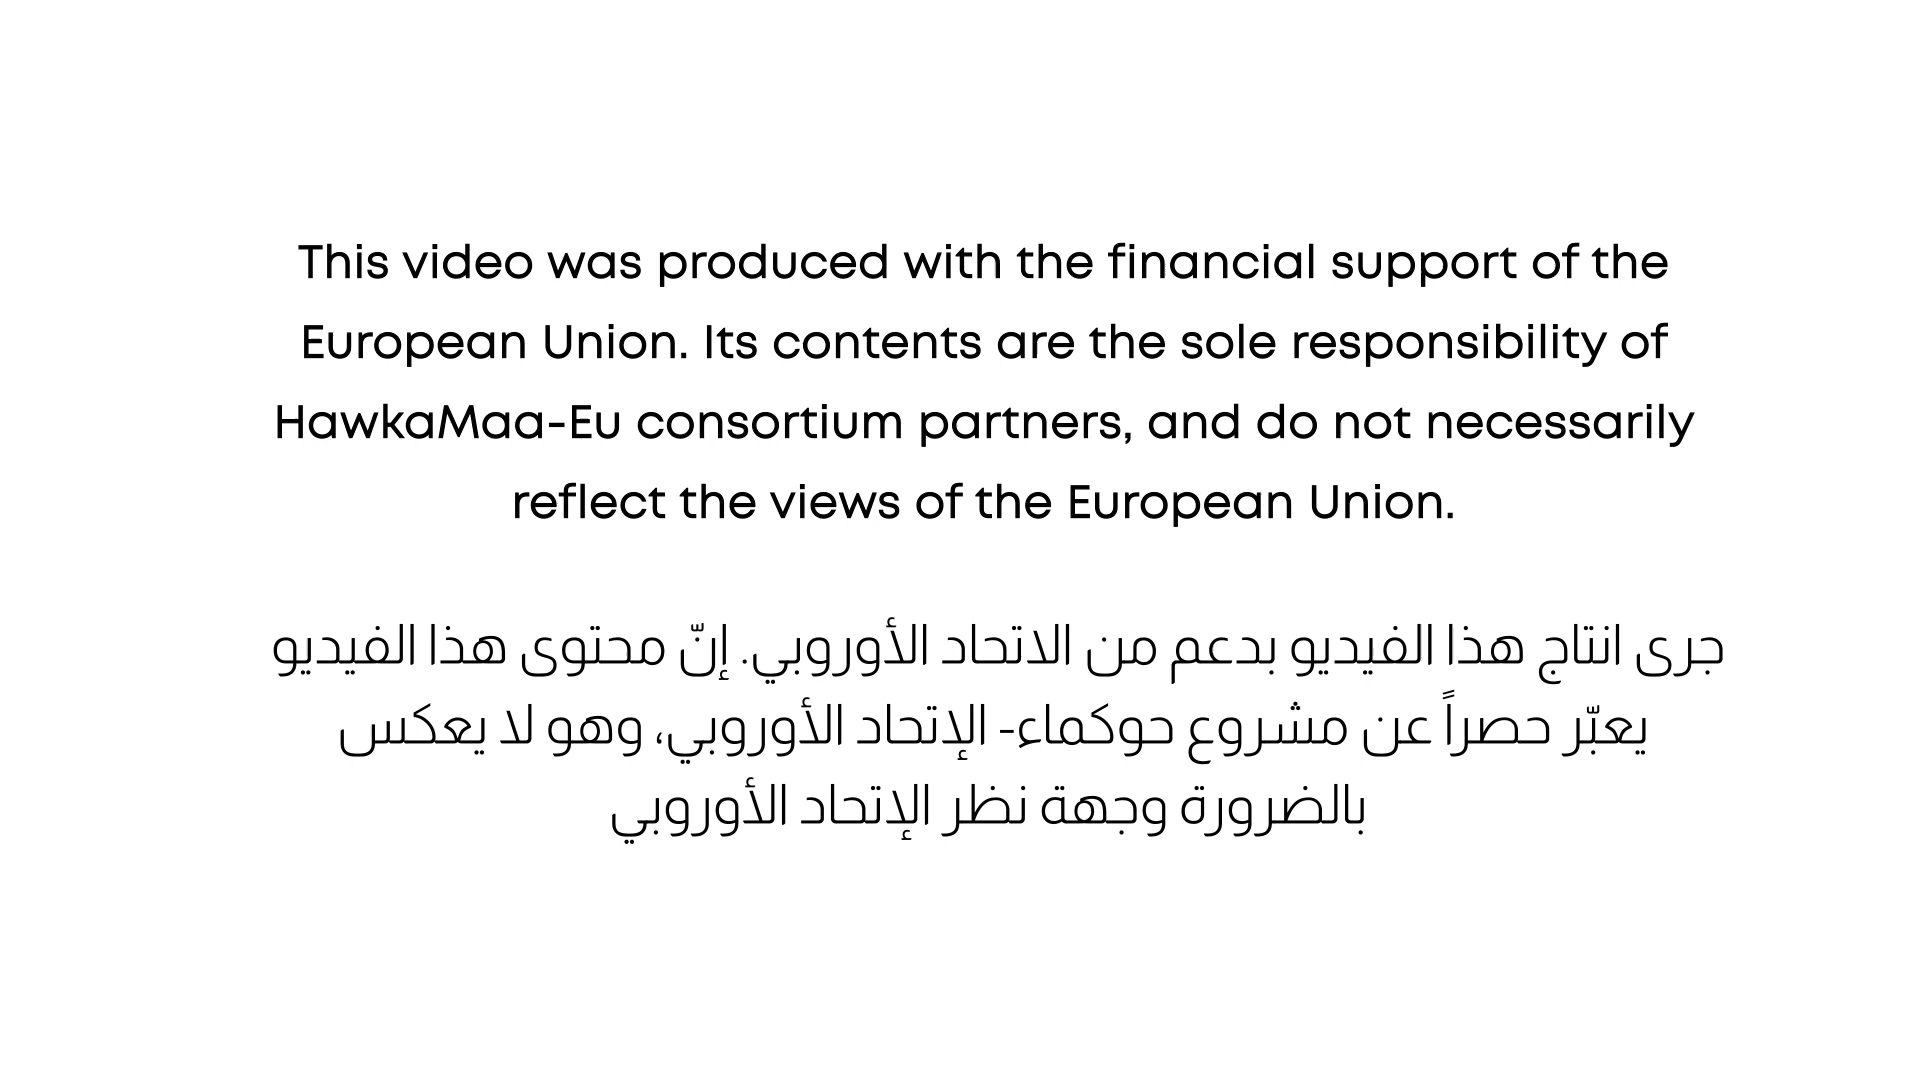 This video was produced with the financial support of the
European Union. Its contents are the sole responsibility of
HawkaMaa-Eu consortium partners, and do not necessarily
reflect the views of the European Union.
جرى انتاج هذا الفيديو بدعم من الاتحاد الأوروبي. إنّ محتوى هذا الفيديو
يعبّر حصراً عن مشروع حوكماء- الإتحاد الأوروبي، وهو لا يعكس
بالضرورة وجهة نظر الإتحاد الأوروبي